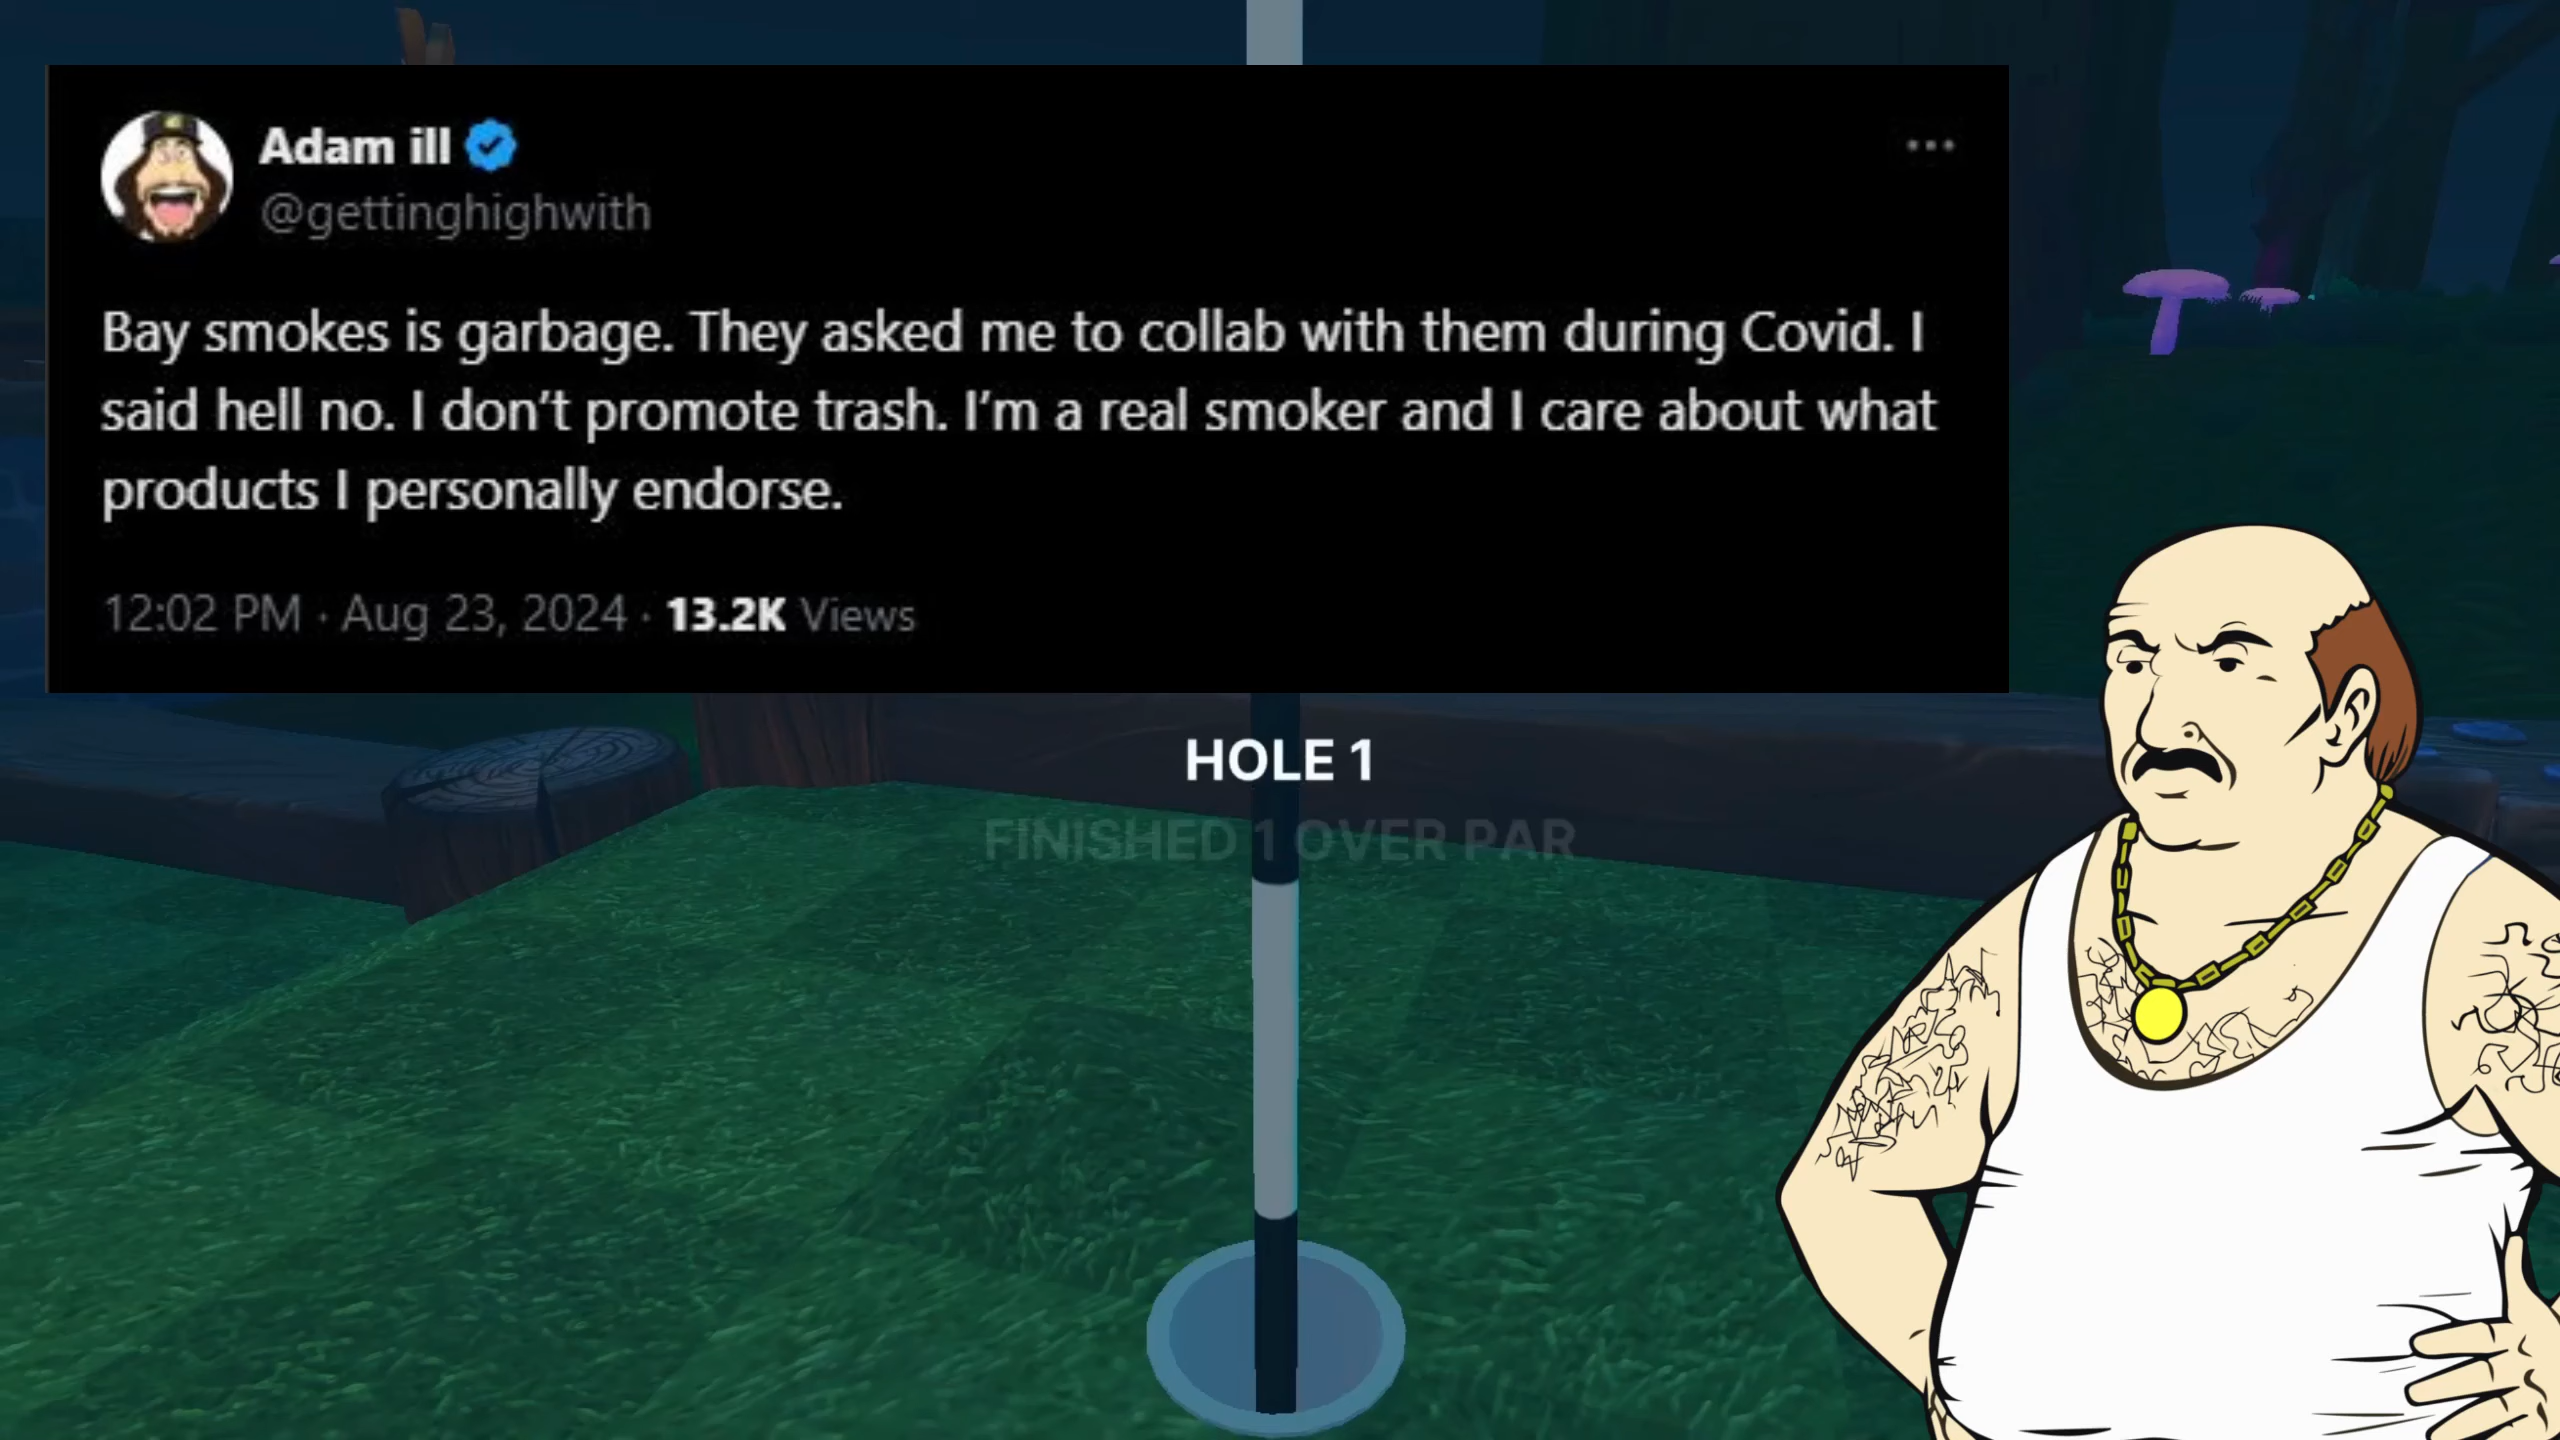 Adam ill
@gettinghighwith
Bay smokes is garbage. They asked me to collab with them during Covid. I
said hell no. I don’t promote trash. I’m a real smoker and I care about what
products I personally endorse.
12:02 PM · Aug 23, 2024 · 13.2K Views
HOLE 1
FINISHED 1 OVER PAR